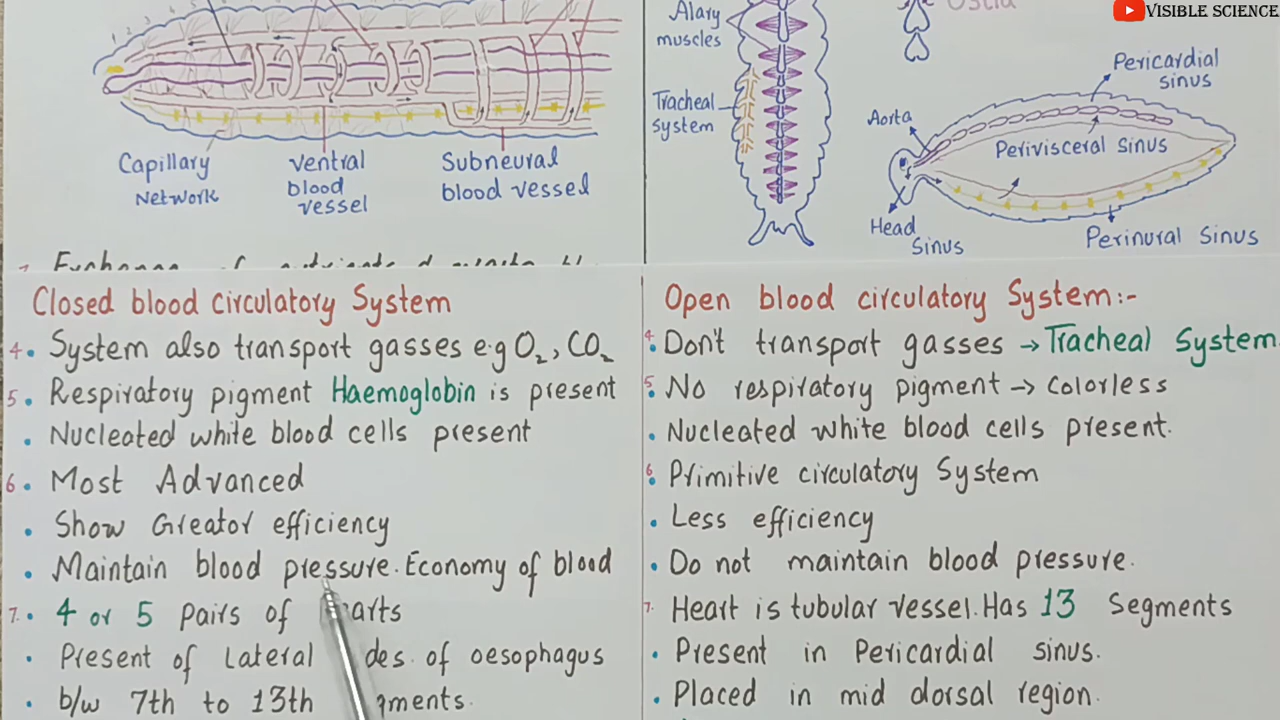 VISIBLE SCIENCE
Ostia
Alary
muscles
Tracheal
System
Capillary
Network
Ventral
blood
vessel
Subneural
blood vessel
Aorta
Pericardial
sinus
Perivisceral Sinus
Head
Sinus
Perinural Sinus
Closed blood circulatory System
4. System also transport gasses e.g O2, CO2
5. Respiratory pigment Haemoglobin is present
• Nucleated white blood cells present
6. Most Advanced
• Show Greator efficiency
• Maintain blood pressure. Economy of blood
7. 4 or 5 pairs of
• Present of Lateral of oesophagus
• b/w 7th to 13th
Open blood circulatory System:-
4. Don't transport gasses → Tracheal System
5. No respiratory pigment → Colorless
• Nucleated white blood cells present.
6. Primitive circulatory System
• Less efficiency
• Do not maintain blood pressure.
7. Heart is tubular vessel. Has 13 Segments
• Present in Pericardial sinus.
• Placed in mid dorsal region.